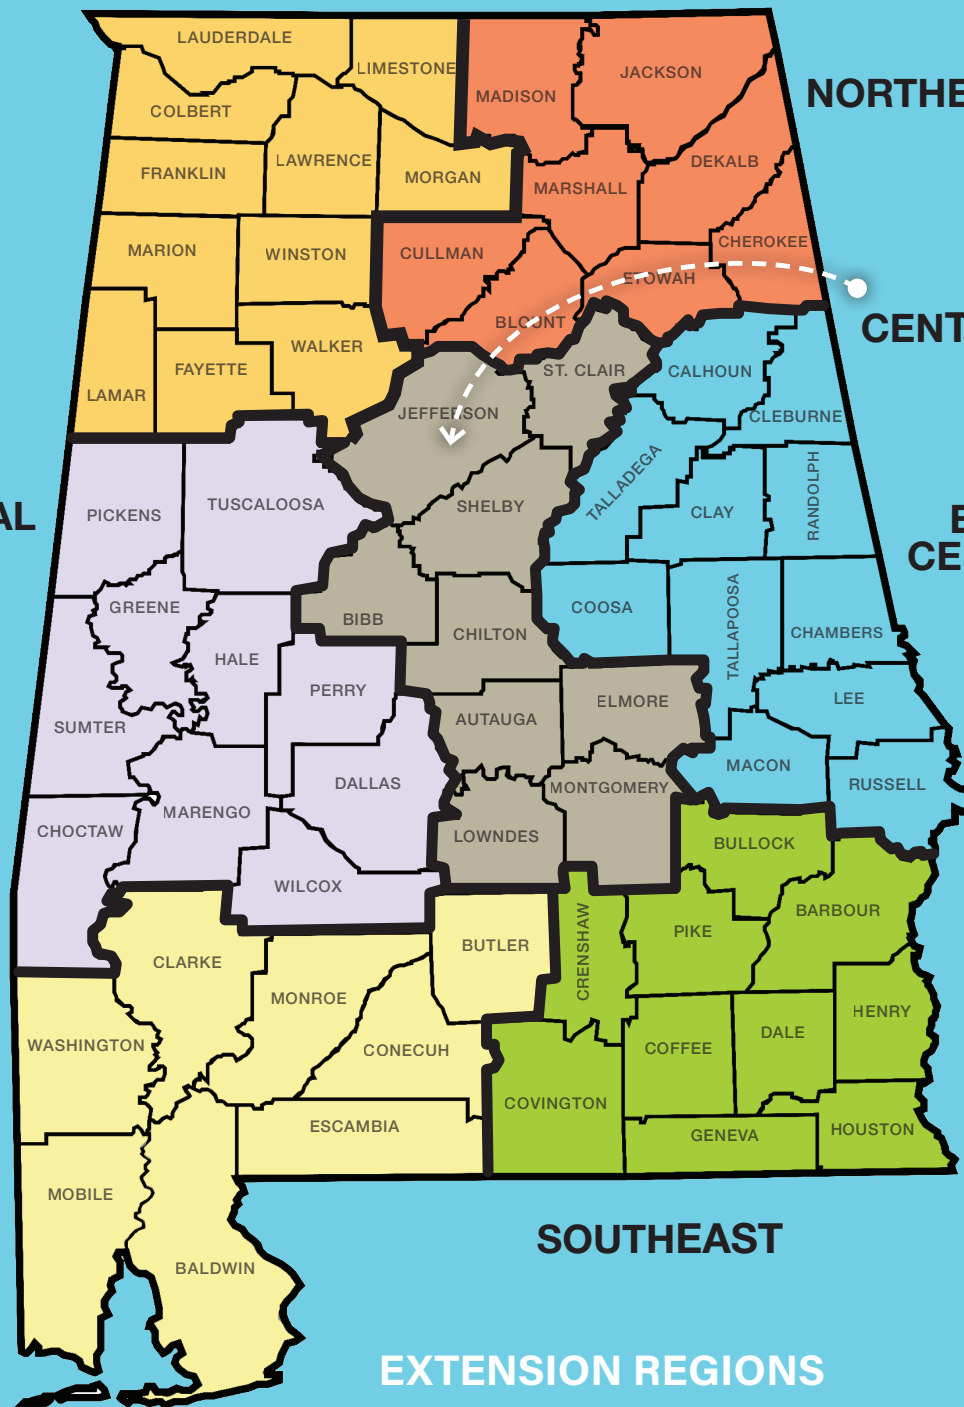 LAUDERDALE
LIMESTONE
MADISON
JACKSON
NORTHE
COLBERT
LAWRENCE
FRANKLIN
MORGAN
MARSHALL
DEKALB
MARION
WINSTON
CULLMAN
CHEROKEE
ETOWAH
BLOUNT
CENT
LAMAR
FAYETTE
WALKER
JEFFERSON
ST. CLAIR
CALHOUN
CLEBURNE
AL
PICKENS
TUSCALOOSA
SHELBY
TALLADEGA
CLAY
RANDOLPH
E
CE
GREENE
HALE
BIBB
CHILTON
COOSA
TALLAPOOSA
CHAMBERS
SUMTER
PERRY
AUTAUGA
ELMORE
LEE
DALLAS
MONTGOMERY
MACON
RUSSELL
CHOCTAW
MARENGO
LOWNDES
BULLOCK
WILCOX
CLARKE
BUTLER
CRENSHAW
PIKE
BARBOUR
MONROE
WASHINGTON
CONECUH
COFFEE
DALE
HENRY
ESCAMBIA
COVINGTON
GENEVA
HOUSTON
MOBILE
BALDWIN
SOUTHEAST
EXTENSION REGIONS